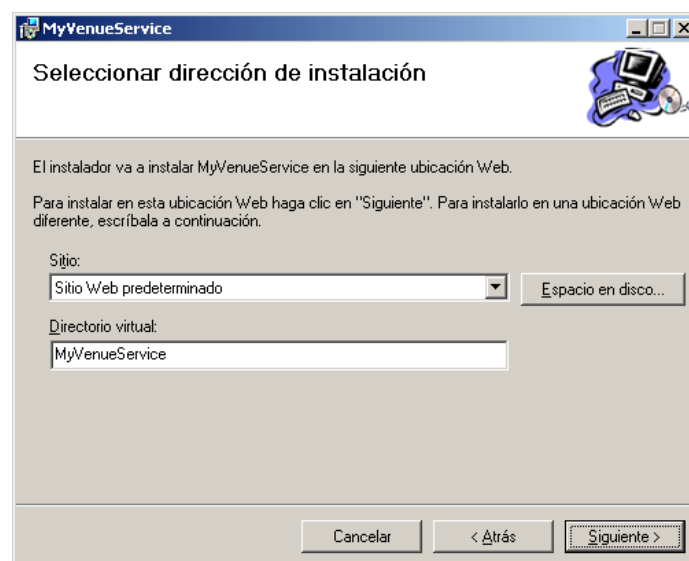 MyVenueService
Seleccionar dirección de instalación
El instalador va a instalar MyVenueService en la siguiente ubicación Web.
Para instalar en esta ubicación Web haga clic en "Siguiente". Para instalarlo en una ubicación Web
diferente, escríbala a continuación.
Sitio:
Sitio Web predeterminado
Espacio en disco...
Directorio virtual:
MyVenueService
Cancelar
< Atrás
Siguiente >